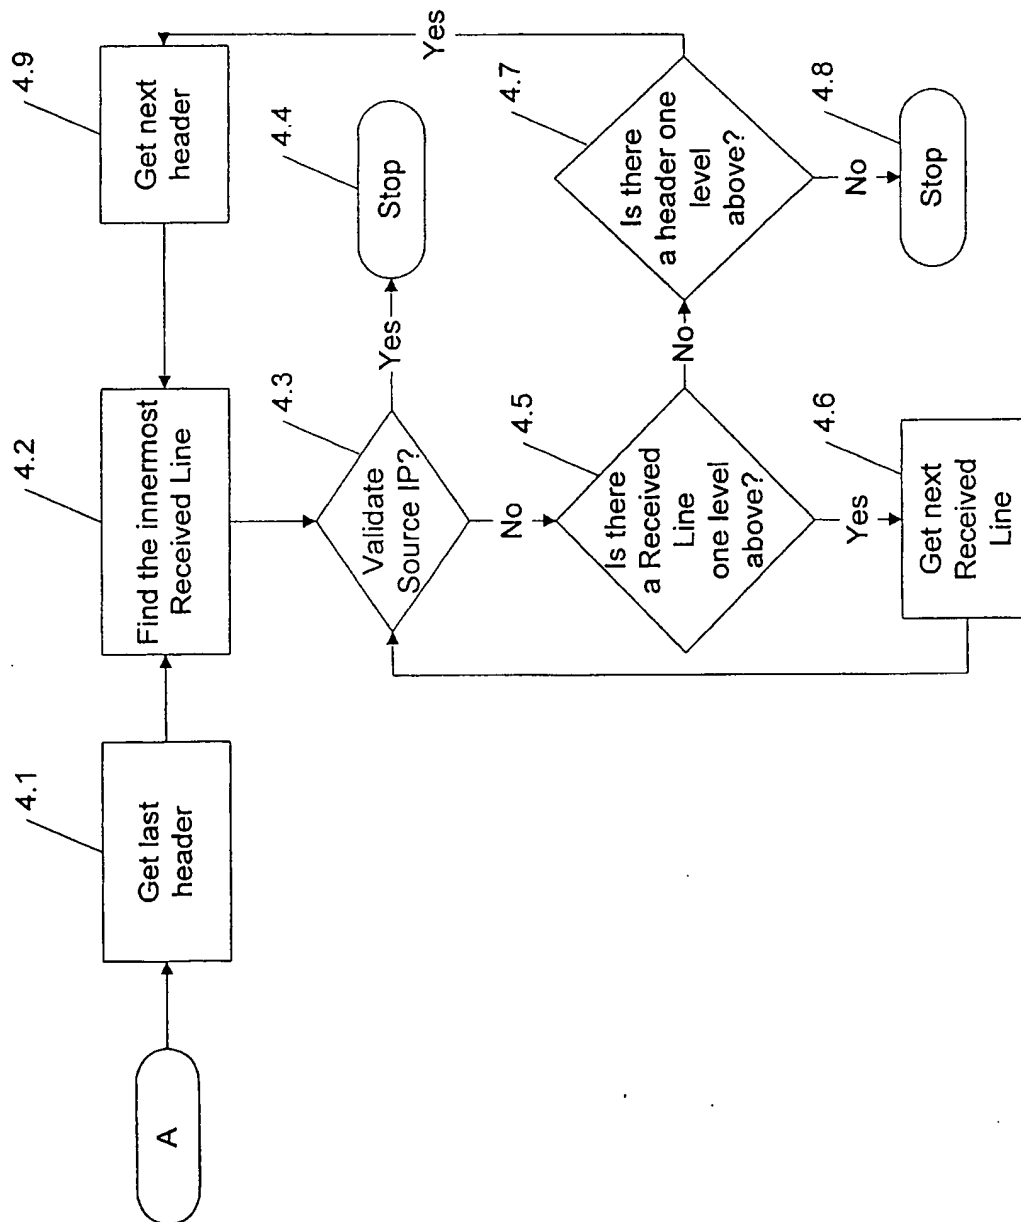 A
4.1
Get last
header
4.2
Find the innermost
Received Line
4.9
Get next
header
4.3
Validate
Source IP?
Yes
4.4
Stop
No
4.5
Is there
a Received
Line
one level
above?
No
4.7
Is there
a header one
level
above?
Yes
Yes
4.6
Get next
Received
Line
No
4.8
Stop